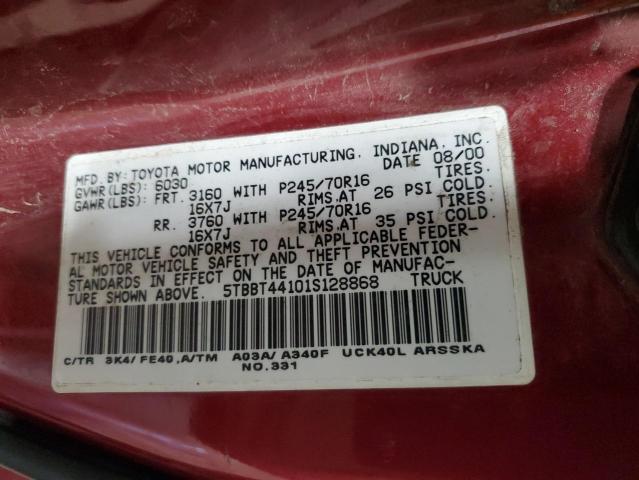 MFD. BY: TOYOTA MOTOR MANUFACTURING, INDIANA, INC.
GVWR(LBS): 6030 DATE 08/00
GAWR(LBS): FRT. 3160 WITH P245/70R16 TIRES.
16X7J RIMS.AT 26 PSI COLD.
RR. 3760 WITH P245/70R16 TIRES.
16X7J RIMS.AT 35 PSI COLD.
THIS VEHICLE CONFORMS TO ALL APPLICABLE FEDER-
AL MOTOR VEHICLE SAFETY AND THEFT PREVENTION
STANDARDS IN EFFECT ON THE DATE OF MANUFAC-
TURE SHOWN ABOVE. 5TBBT44101S128868 TRUCK
C/TR 3K4/ FE40 ,A/TM A03A/ A340F UCK40L ARSSKA
NO.331